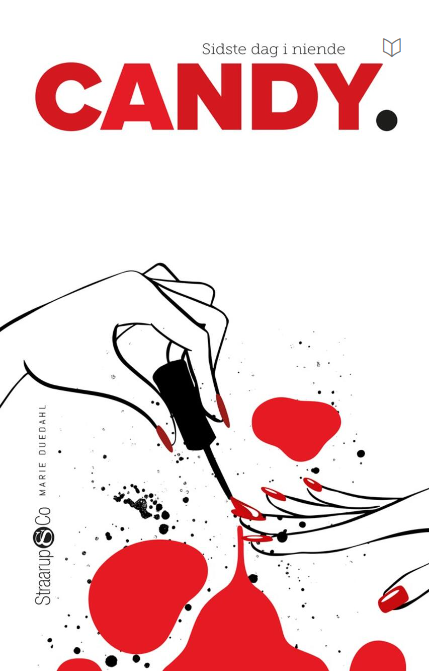 Sidste dag i niende
CANDY.
MARIE DUEDAHL
Straarup & Co